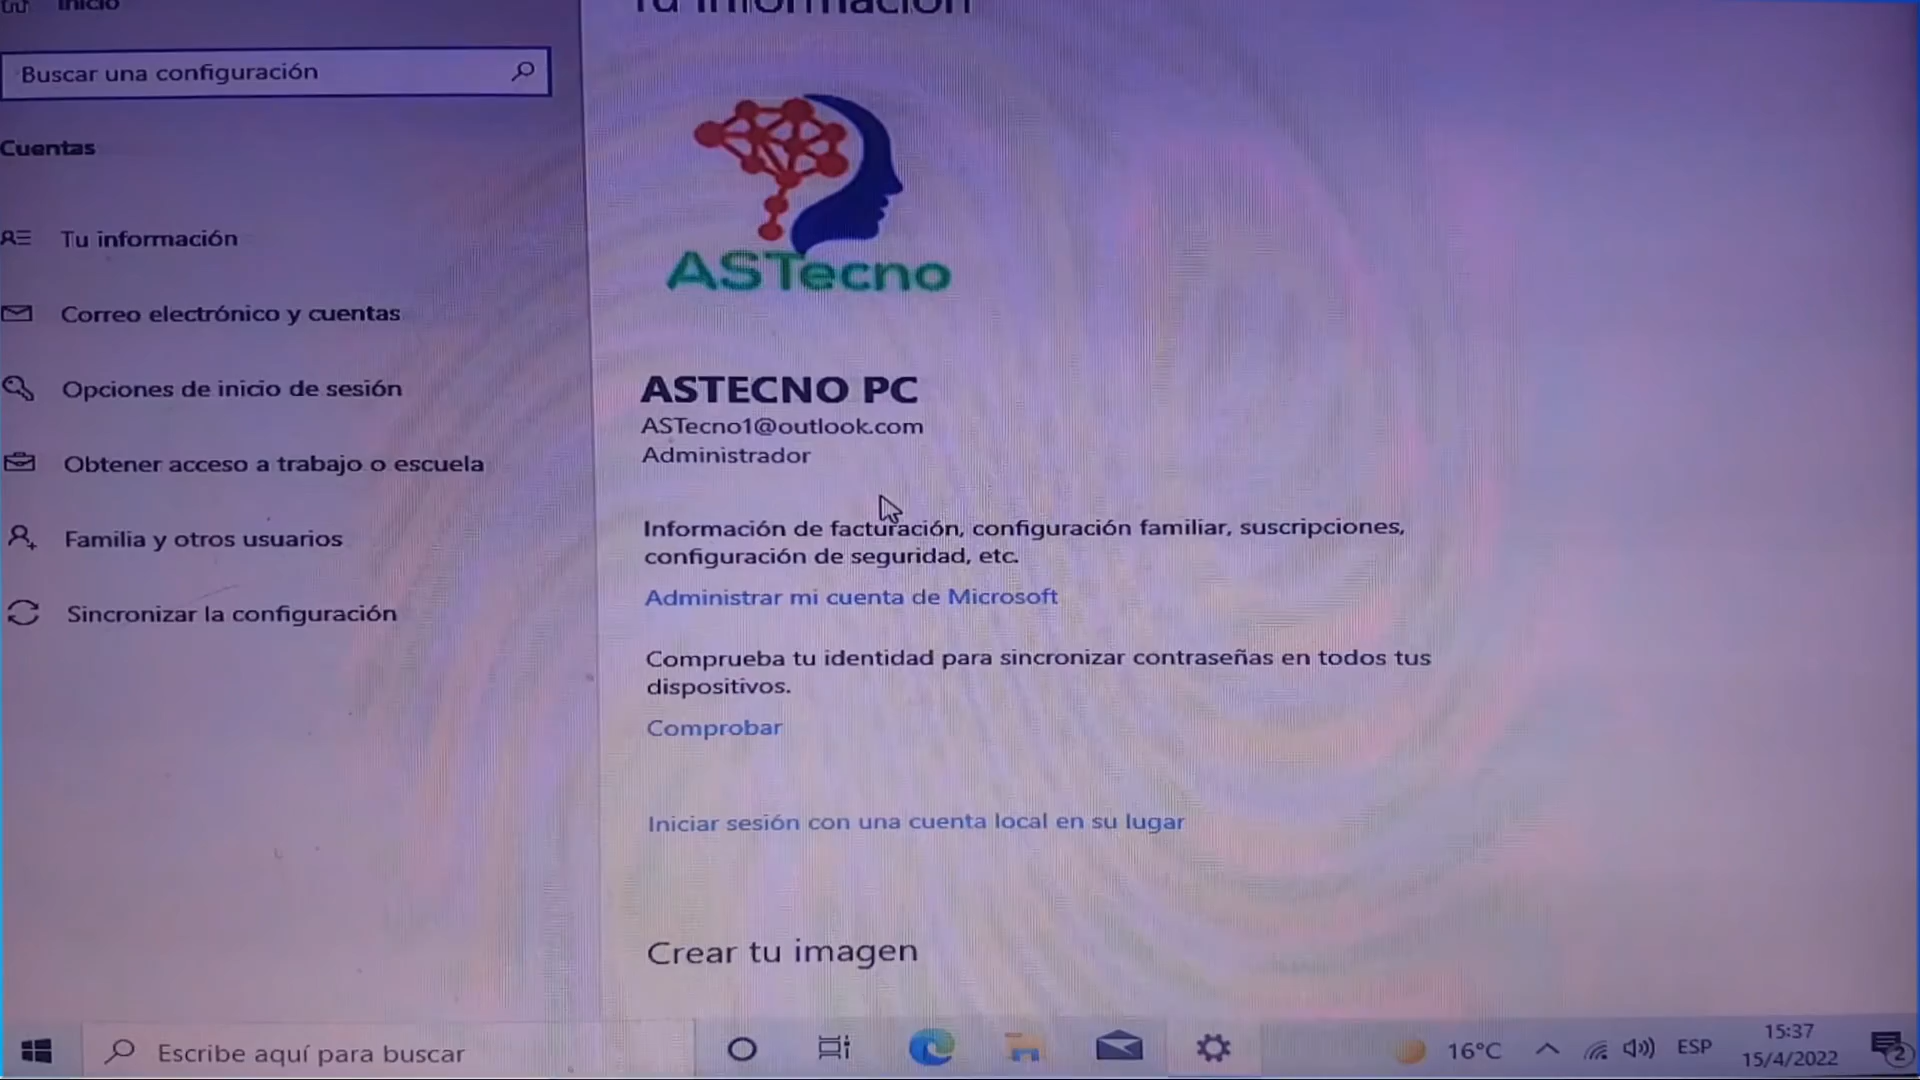 Inicio
Tu información
Buscar una configuración
Cuentas
Tu información
Correo electrónico y cuentas
Opciones de inicio de sesión
Obtener acceso a trabajo o escuela
Familia y otros usuarios
Sincronizar la configuración
ASTecno
ASTECNO PC
ASTecno1@outlook.com
Administrador
Información de facturación, configuración familiar, suscripciones,
configuración de seguridad, etc.
Administrar mi cuenta de Microsoft
Comprueba tu identidad para sincronizar contraseñas en todos tus
dispositivos.
Comprobar
Iniciar sesión con una cuenta local en su lugar
Crear tu imagen
Escribe aquí para buscar
16°C
ESP
15:37
15/4/2022
2